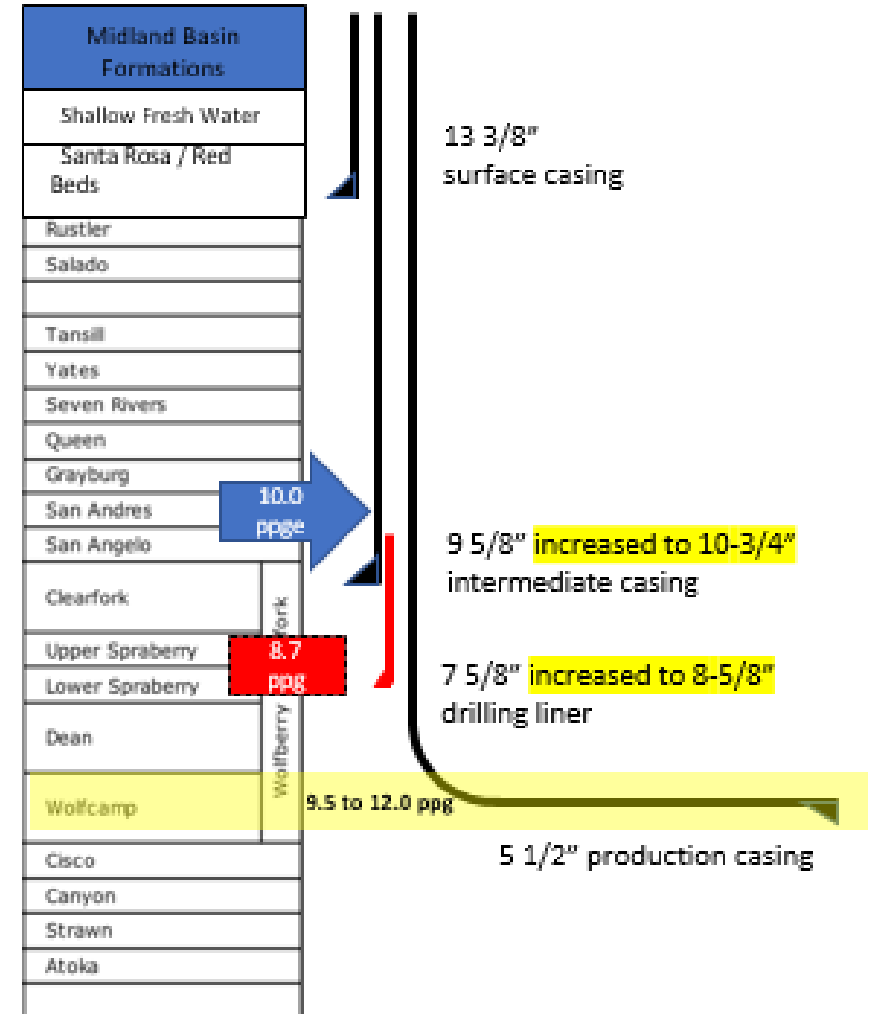 Midland Basin
Formations
Shallow Fresh Water
Santa Rosa / Red
Beds
Rustler
Salado
Tansill
Yates
Seven Rivers
Queen
Grayburg
San Andres
San Angelo
10.0
ppge
Clearfork
fork
Upper Spraberry
Lower Spraberry
8.7
ppg
Dean
Wolfberry
Wolfcamp
9.5 to 12.0 ppg
Cisco
Canyon
Strawn
Atoka
13 3/8"
surface casing
9 5/8" increased to 10-3/4"
intermediate casing
7 5/8" increased to 8-5/8"
drilling liner
5 1/2" production casing